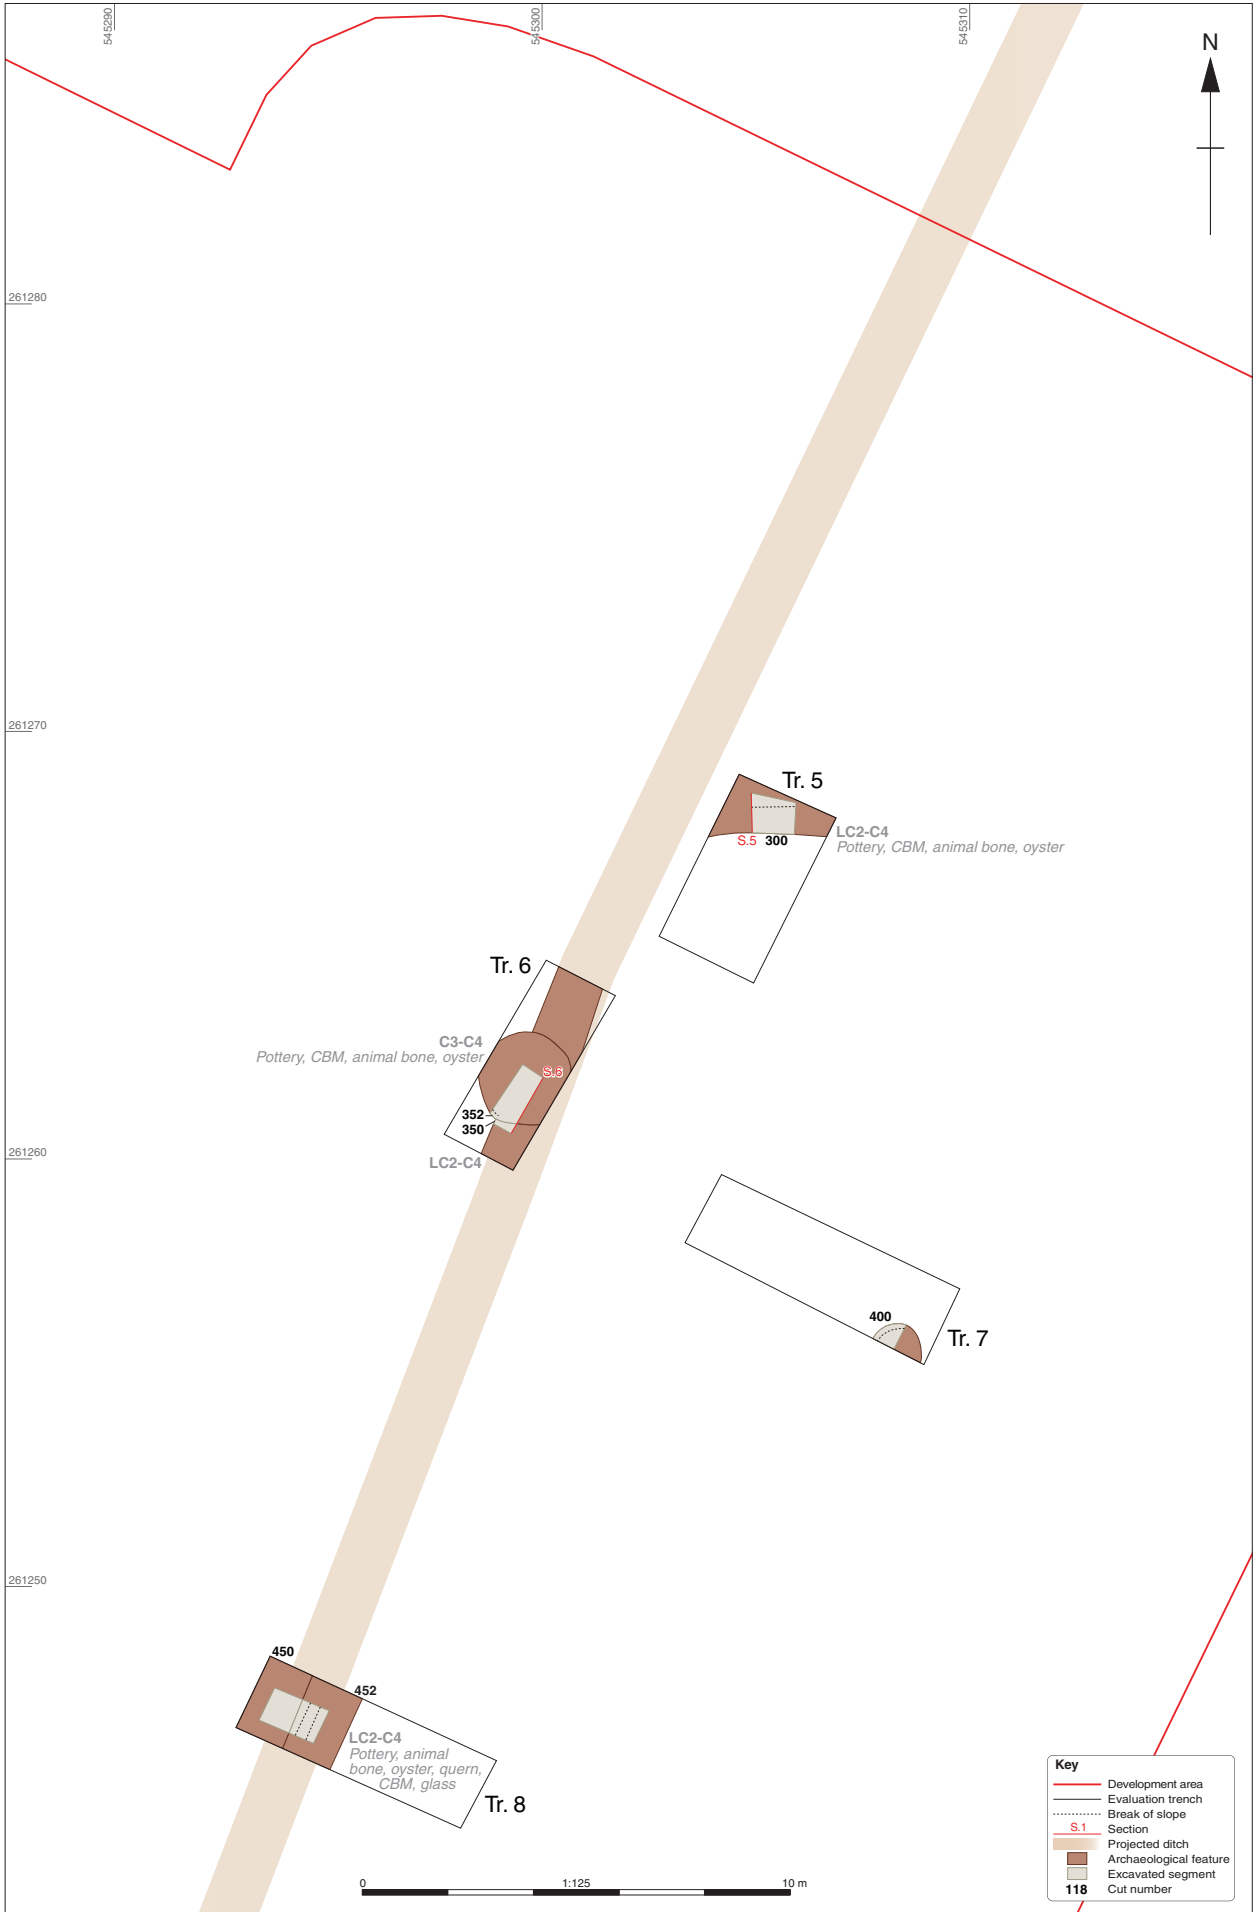 545290
545300
545310
N
261280
261270
Tr. 5
S.5 300
LC2-C4
Pottery, CBM, animal bone, oyster
Tr. 6
C3-C4
Pottery, CBM, animal bone, oyster
S.6
352
350
LC2-C4
261260
400
Tr. 7
261250
450
452
LC2-C4
Pottery, animal
bone, oyster, quern,
CBM, glass
Tr. 8
Key
Development area
Evaluation trench
Break of slope
S.1 Section
Projected ditch
Archaeological feature
Excavated segment
118 Cut number
0 1:125 10 m